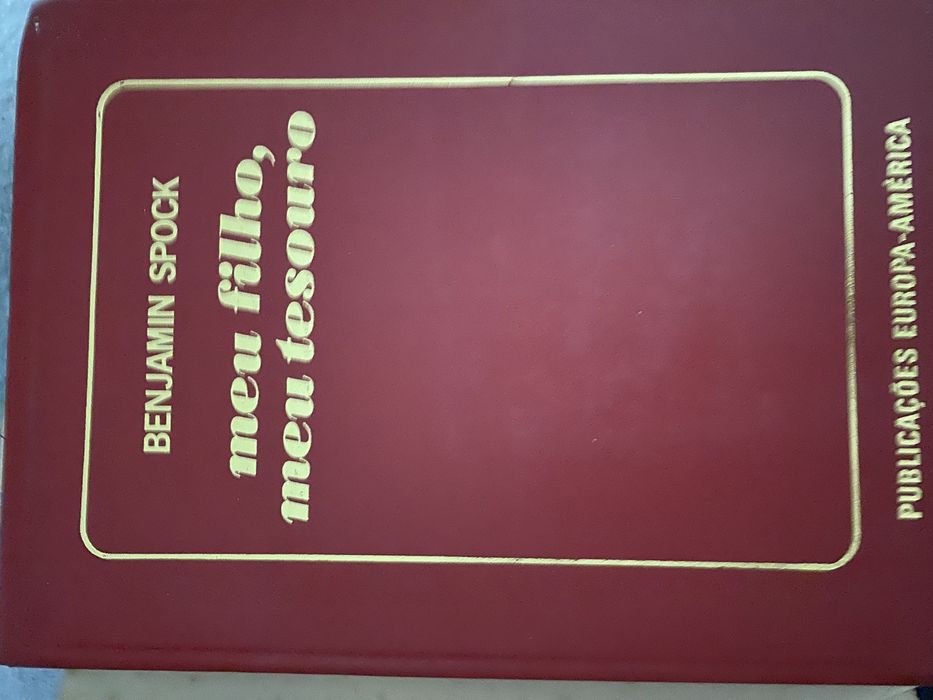 BENJAMIN SPOCK
meu filho,
meu tesouro
PUBLICAÇÕES EUROPA-AMÉRICA